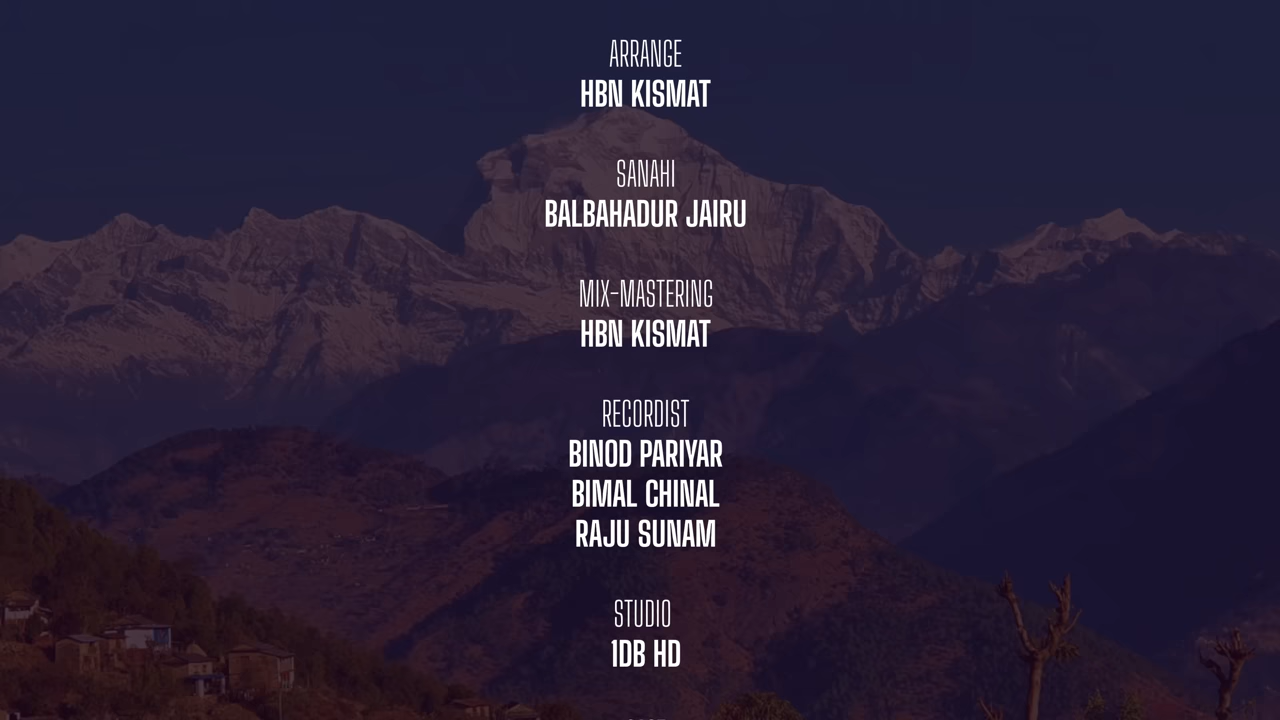 ARRANGE
HBN KISMAT
SANAHI
BALBAHADUR JAIRU
MIX-MASTERING
HBN KISMAT
RECORDIST
BINOD PARIYAR
BIMAL CHINAL
RAJU SUNAM
STUDIO
1DB HD